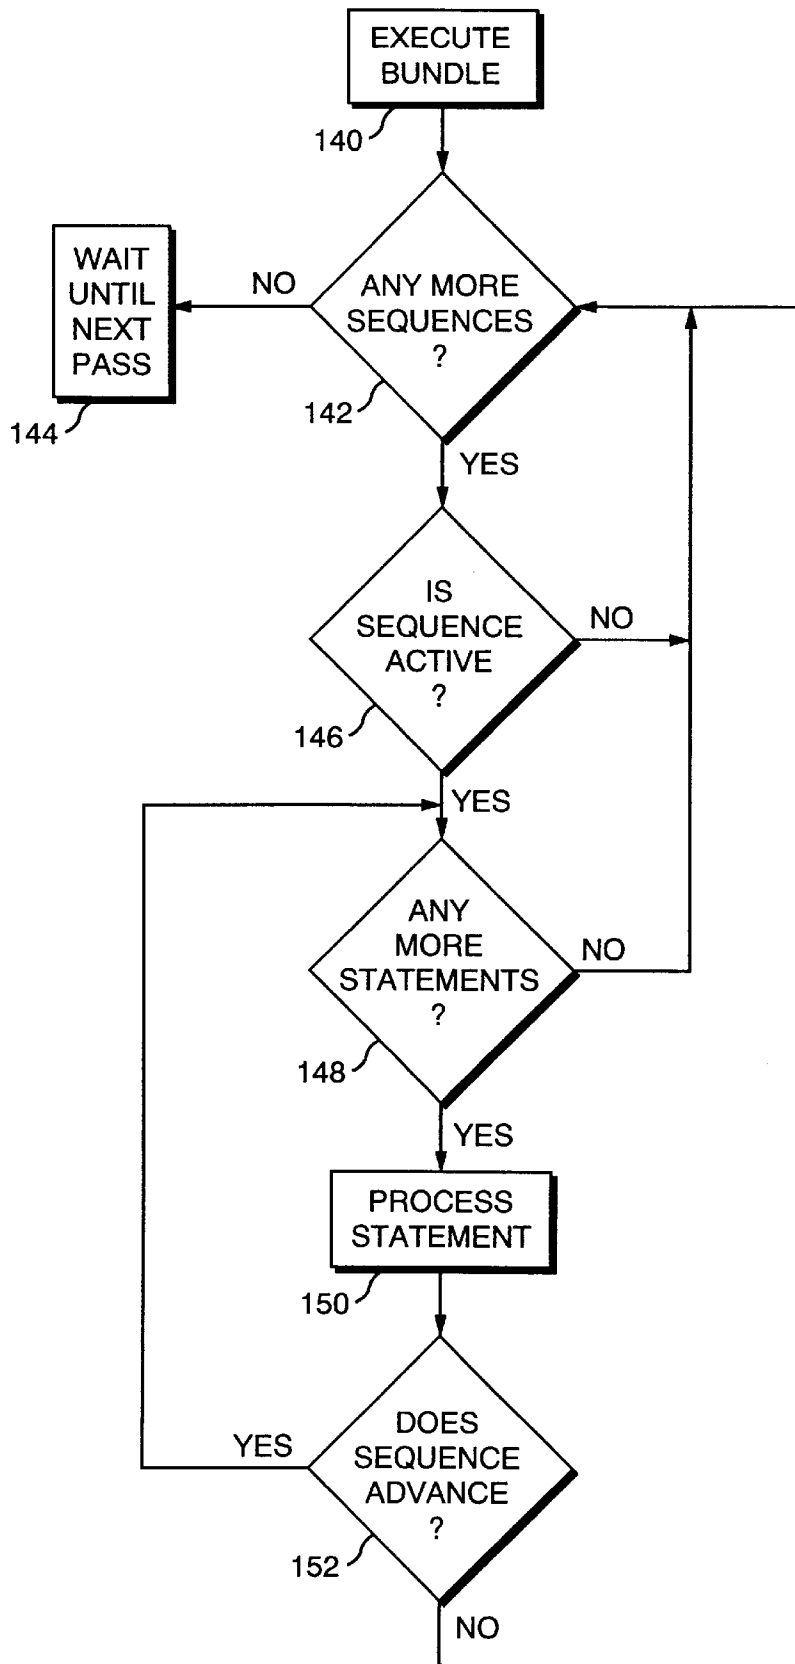 EXECUTE
BUNDLE
140
WAIT
UNTIL
NEXT
PASS
144
NO
ANY MORE
SEQUENCES
?
142
YES
IS
SEQUENCE
ACTIVE
?
146
NO
YES
ANY
MORE
STATEMENTS
?
148
NO
YES
PROCESS
STATEMENT
150
YES
DOES
SEQUENCE
ADVANCE
?
152
NO